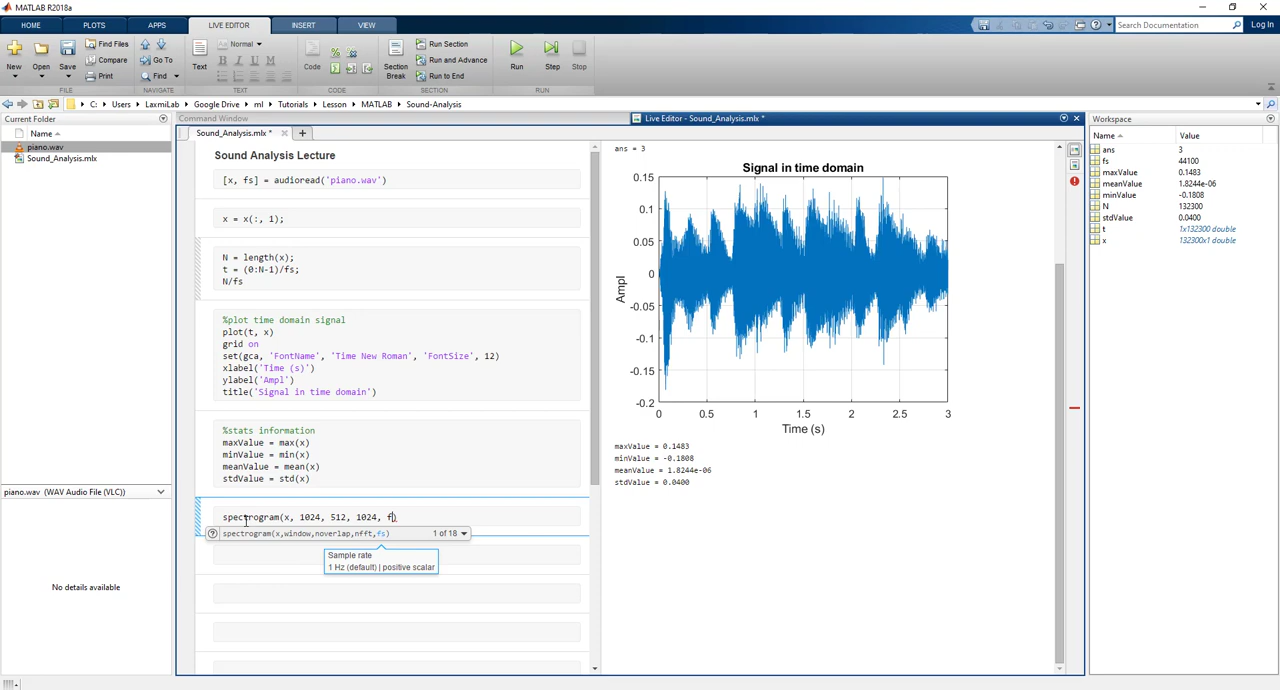 MATLAB R2018a
HOME
PLOTS
APPS
LIVE EDITOR
INSERT
VIEW
Search Documentation
Log In
New
Open
Save
Find Files
Compare
Print
Go To
Find
FILE
NAVIGATE
Text
Normal
B I U M
TEXT
Code
CODE
Section
Break
Run Section
Run and Advance
Run to End
SECTION
Run
Step
Stop
RUN
C: Users LaxmiLab Google Drive ml Tutorials Lesson MATLAB Sound-Analysis
Current Folder
Name
piano.wav
Sound_Analysis.mlx
piano.wav (WAV Audio File (VLC))
No details available
Command Window
Live Editor - Sound_Analysis.mlx *
Sound_Analysis.mlx *
Sound Analysis Lecture
[x, fs] = audioread('piano.wav')
x = x(:, 1);
N = length(x);
t = (0:N-1)/fs;
N/fs
%plot time domain signal
plot(t, x)
grid on
set(gca, 'FontName', 'Time New Roman', 'FontSize', 12)
xlabel('Time (s)')
ylabel('Ampl')
title('Signal in time domain')
%stats information
maxValue = max(x)
minValue = min(x)
meanValue = mean(x)
stdValue = std(x)
spectrogram(x, 1024, 512, 1024, f)
spectrogram(x,window,noverlap,nfft,fs)
1 of 18
Sample rate
1 Hz (default) | positive scalar
ans = 3
Signal in time domain
0.15
0.1
0.05
0
-0.05
-0.1
-0.15
-0.2
Ampl
0 0.5 1 1.5 2 2.5 3
Time (s)
maxValue = 0.1483
minValue = -0.1808
meanValue = 1.8244e-06
stdValue = 0.0400
Workspace
Name Value
ans 3
fs 44100
maxValue 0.1483
meanValue 1.8244e-06
minValue -0.1808
N 132300
stdValue 0.0400
t 1x132300 double
x 132300x1 double